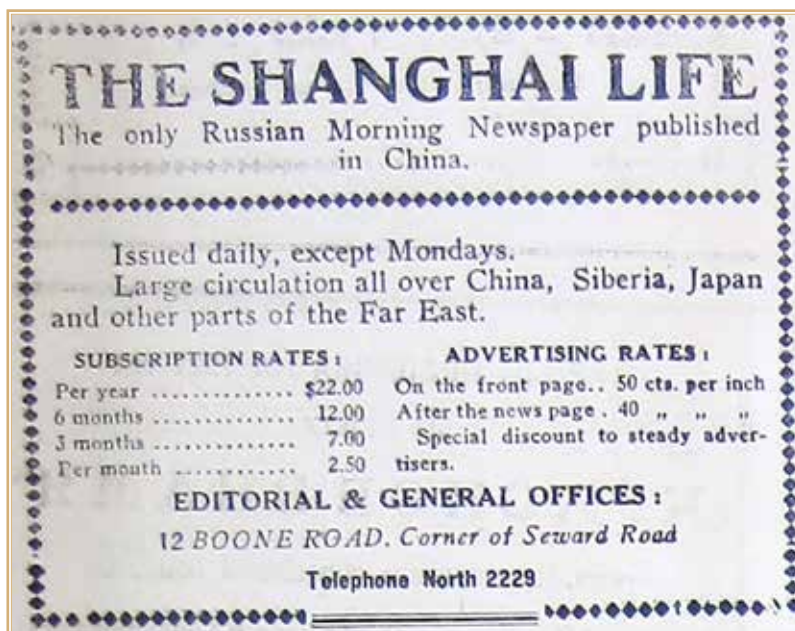 THE SHANGHAI LIFE
The only Russian Morning Newspaper published
in China.
Issued daily, except Mondays.
Large circulation all over China, Siberia, Japan
and other parts of the Far East.
SUBSCRIPTION RATES:
Per year .............. $22.00
6 months .............. 12.00
3 months .............. 7.00
Per month ............ 2.50
ADVERTISING RATES:
On the front page.. 50 cts. per inch
After the news page . 40 „ „ „
Special discount to steady adver-
tisers.
EDITORIAL & GENERAL OFFICES:
12 BOONE ROAD. Corner of Seward Road
Telephone North 2229